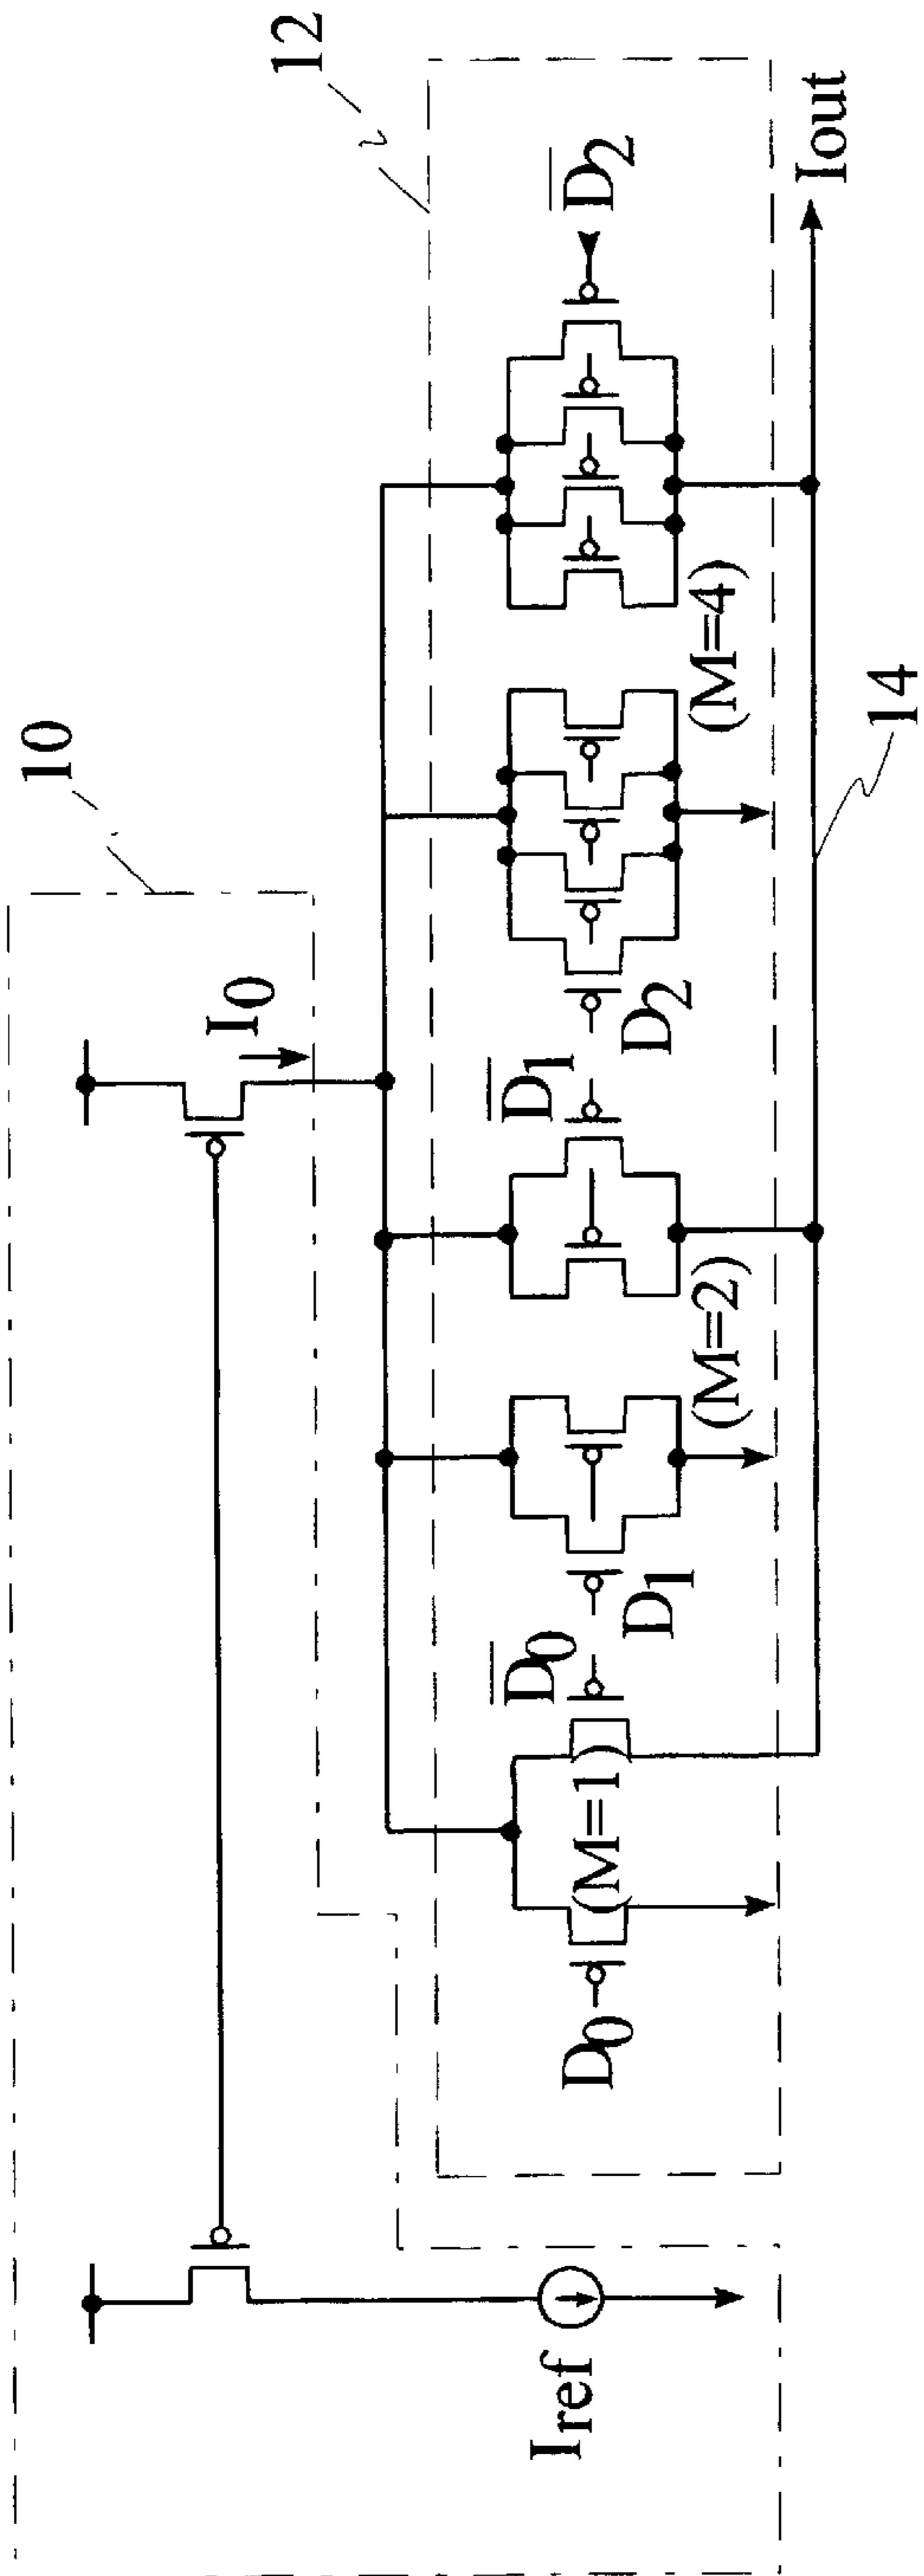 10
12
I0
Iref
D̅0
D̅1
D̅2
D0
(M=1)
D1
(M=2)
D2
(M=4)
14
Iout